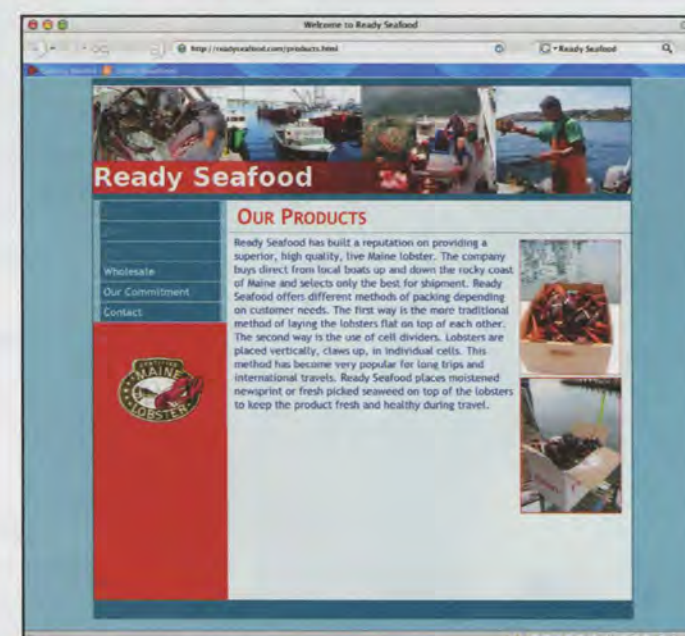 Welcome to Ready Seafood
http://readyseafood.com/products.html
Ready Seafood
Ready Seafood
OUR PRODUCTS
Wholesale
Our Commitment
Contact
CERTIFIED
MAINE
LOBSTER
Ready Seafood has built a reputation on providing a
superior, high quality, live Maine lobster. The company
buys direct from local boats up and down the rocky coast
of Maine and selects only the best for shipment. Ready
Seafood offers different methods of packing depending
on customer needs. The first way is the more traditional
method of laying the lobsters flat on top of each other.
The second way is the use of cell dividers. Lobsters are
placed vertically, claws up, in individual cells. This
method has become very popular for long trips and
international travels. Ready Seafood places moistened
newsprint or fresh picked seaweed on top of the lobsters
to keep the product fresh and healthy during travel.